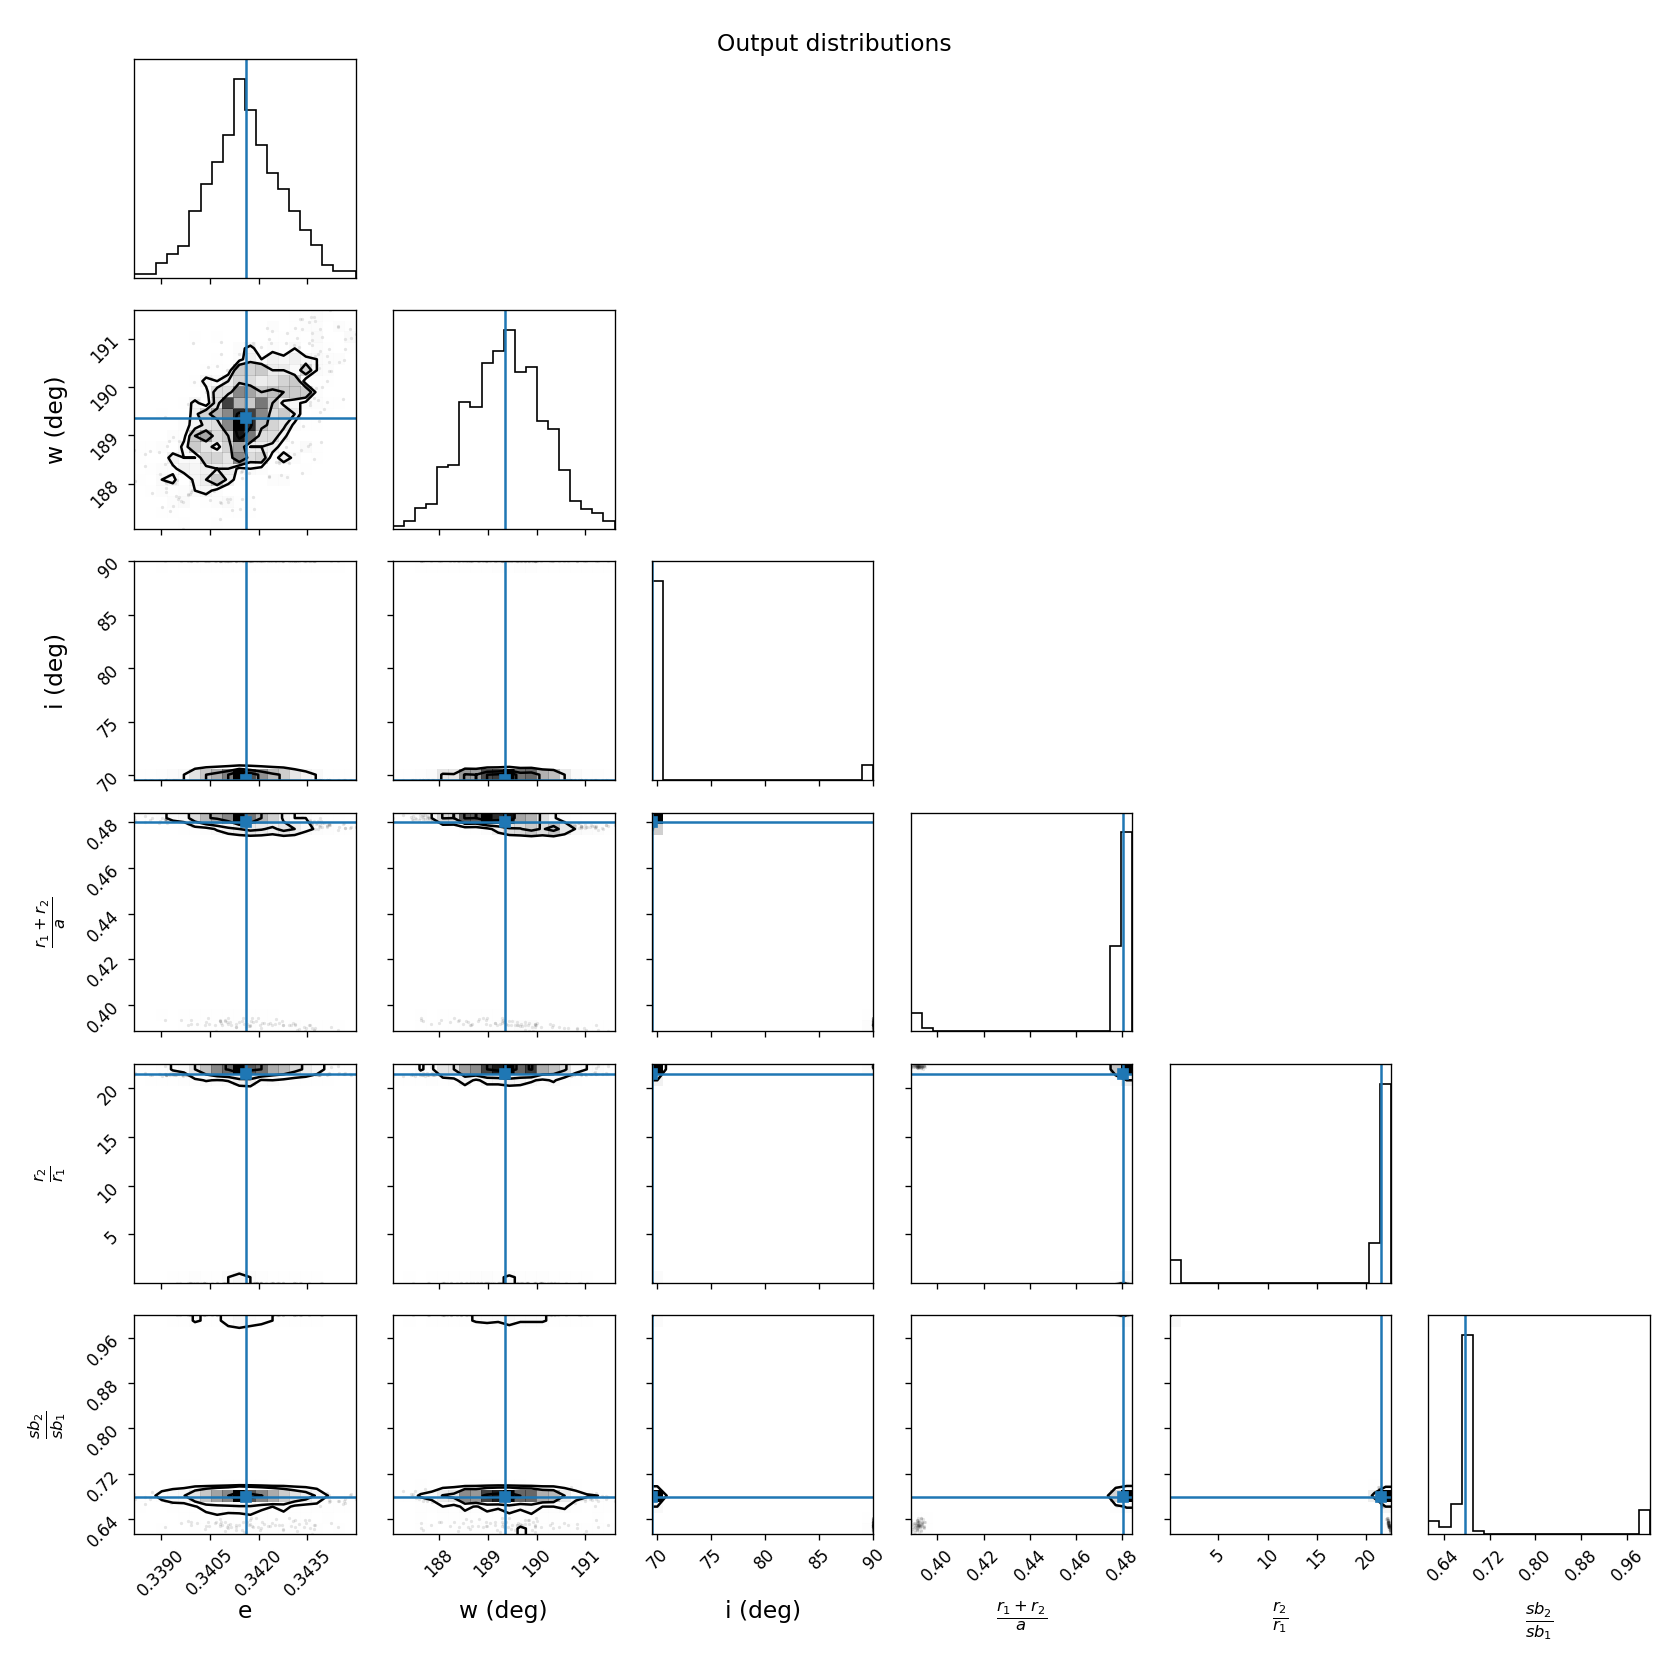 Output distributions
w (deg)
191
190
189
188
i (deg)
90
85
80
75
70
r1 + r2
a
0.48
0.46
0.44
0.42
0.40
r2
r1
20
15
10
5
sb2
sb1
0.96
0.88
0.80
0.72
0.64
0.3390 0.3405 0.3420 0.3435 188 189 190 191 70 75 80 85 90 0.40 0.42 0.44 0.46 0.48 5 10 15 20 0.64 0.72 0.80 0.88 0.96
e w (deg) i (deg) r1 + r2 r2 sb2
a r1 sb1